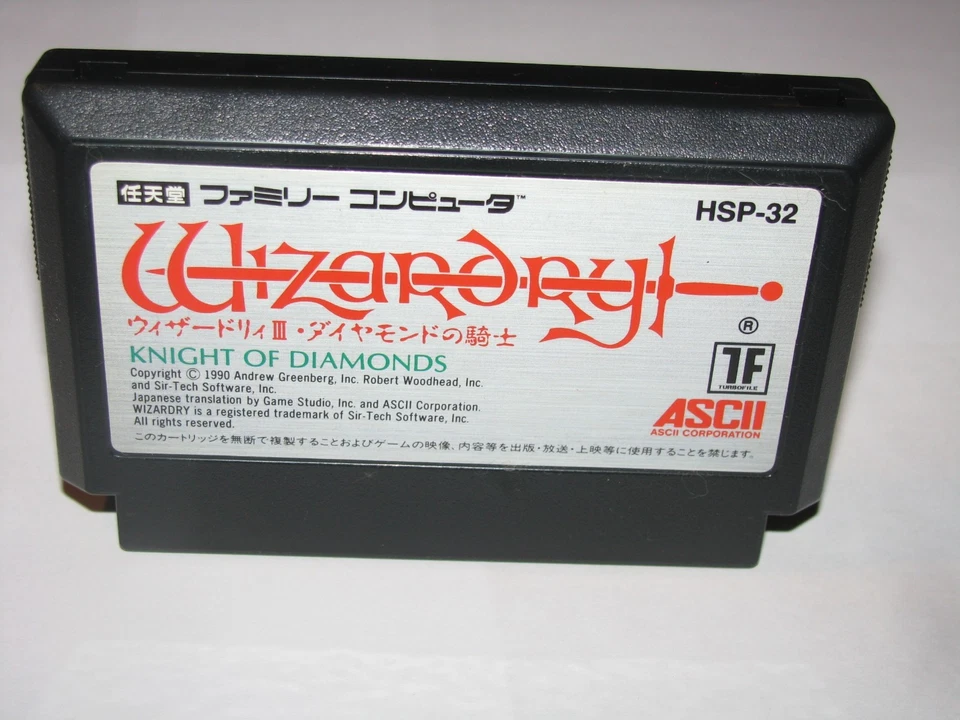 任天堂 ファミリー コンピュータ™
HSP-32
Wizardry
®
ウィザードリィⅢ・ダイヤモンドの騎士
KNIGHT OF DIAMONDS
Copyright © 1990 Andrew Greenberg, Inc. Robert Woodhead, Inc.
and Sir-Tech Software, Inc.
Japanese translation by Game Studio, Inc. and ASCII Corporation.
WIZARDRY is a registered trademark of Sir-Tech Software, Inc.
All rights reserved.
TF
TURBOFILE
ASCII
ASCII CORPORATION
このカートリッジを無断で複製することおよびゲームの映像、内容等を出版・放送・上映等に使用することを禁じます。